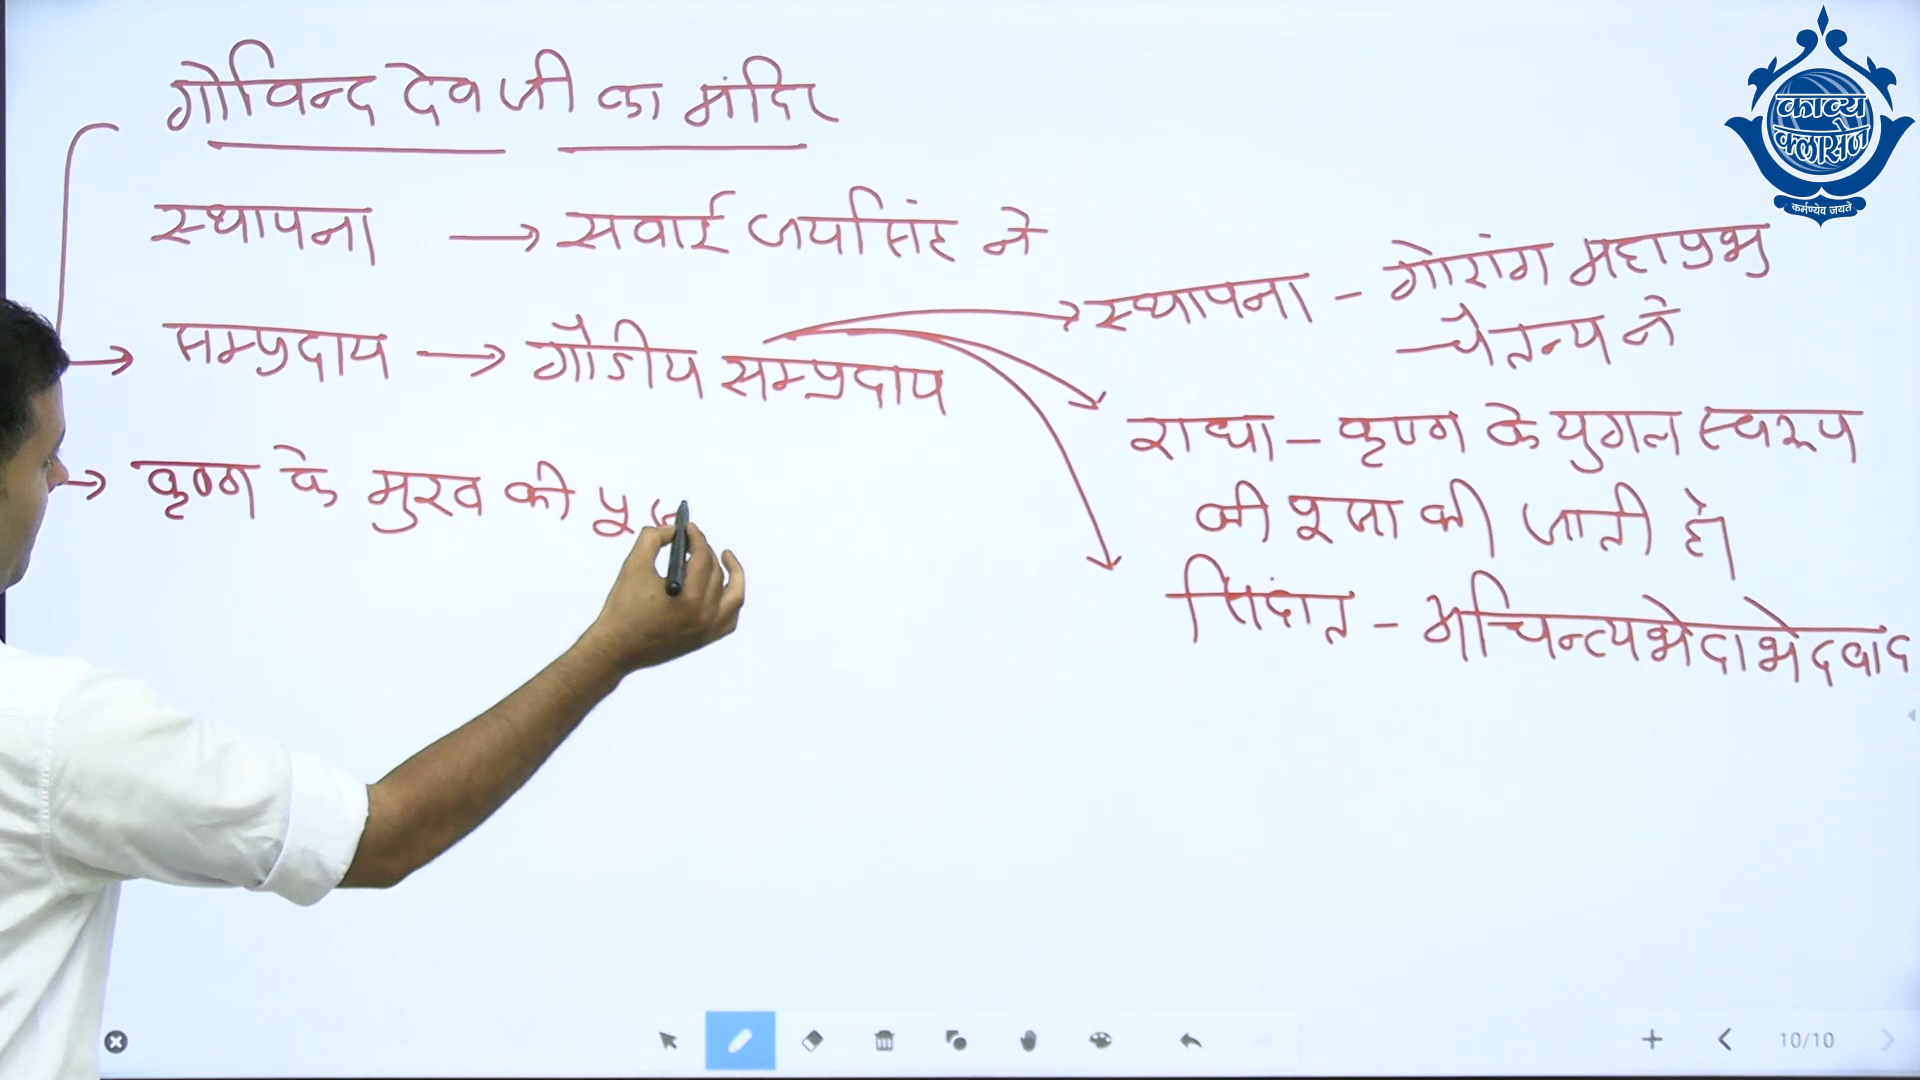 गोविन्द देव जी का मंदिर
स्थापना → सवाई जयसिंह ने
सम्प्रदाय → गौडीय सम्प्रदाय
→ कृष्ण के मुख की
स्थापना - गोरांग महाप्रभु
चैतन्य ने
राधा - कृष्ण के युगल स्वरूप
की पूजा की जाती है।
सिदांत - अचिन्त्यभेदाभेदवाद
काव्य
क्लासेज
कर्मण्येव जयते
10/10